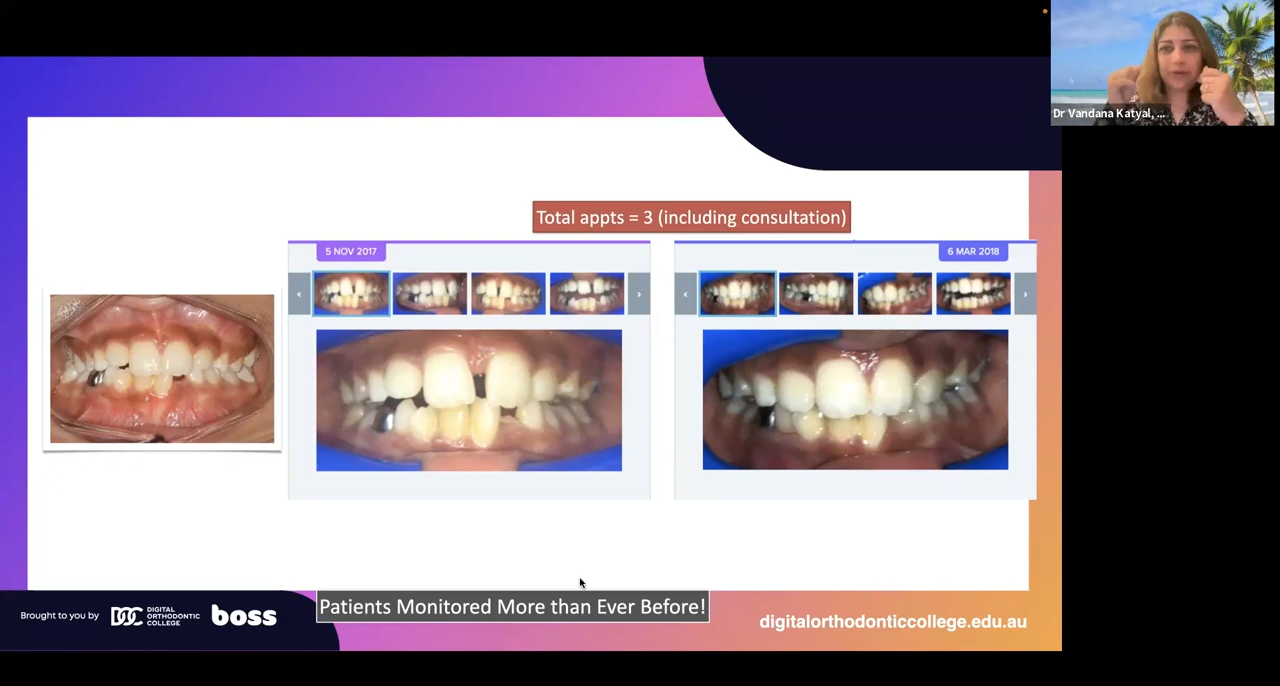 Dr Vandana Katyal, ...
Total appts = 3 (including consultation)
5 NOV 2017
6 MAR 2018
Patients Monitored More than Ever Before!
Brought to you by
DOC
DIGITAL
ORTHODONTIC
COLLEGE
boss
digitalorthodonticcollege.edu.au